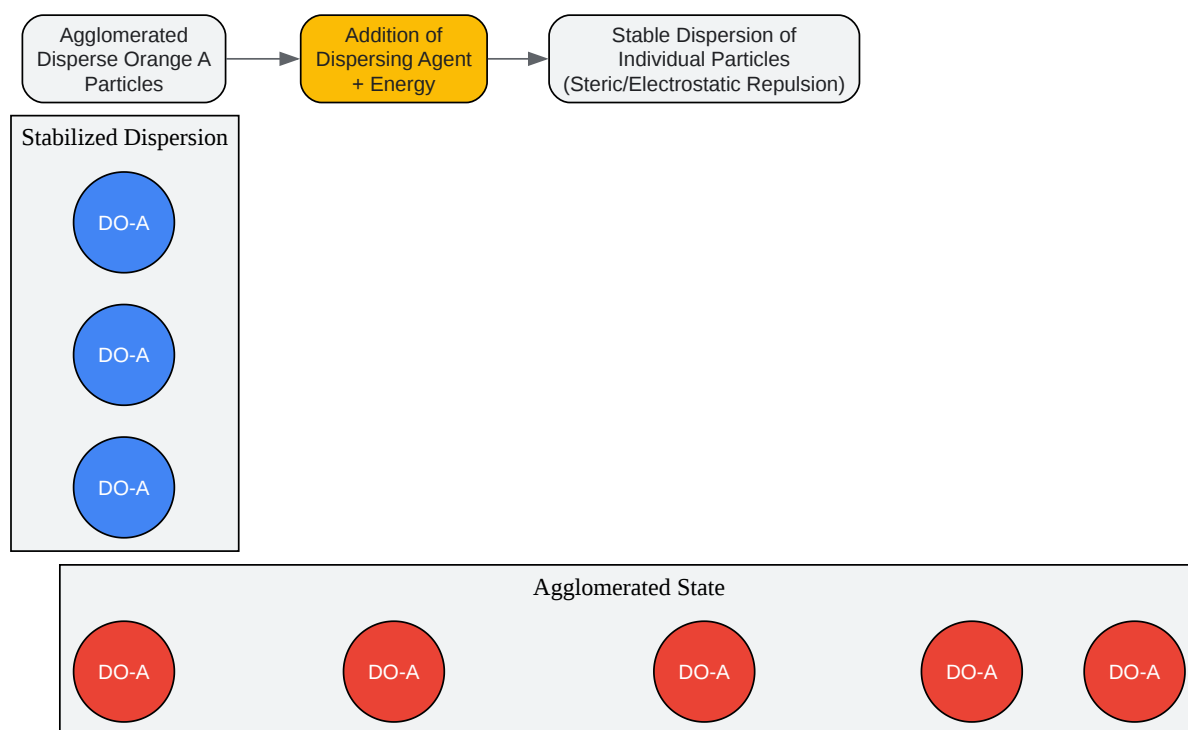 Agglomerated
Disperse Orange A
Particles
Addition of
Dispersing Agent
+ Energy
Stable Dispersion of
Individual Particles
(Steric/Electrostatic Repulsion)
Stabilized Dispersion
DO-A
DO-A
DO-A
Agglomerated State
DO-A
DO-A
DO-A
DO-A
DO-A